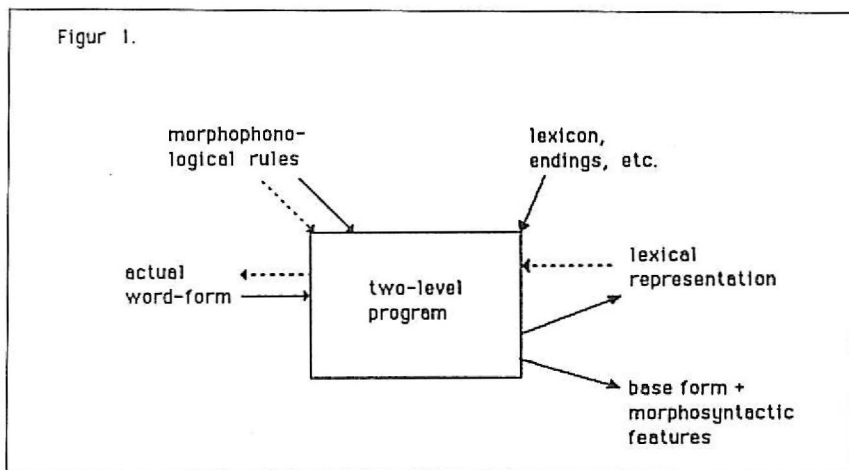 Figur 1.
morphophono-
logical rules
lexicon,
endings, etc.
actual
word-form
two-level
program
lexical
representation
base form +
morphosyntactic
features